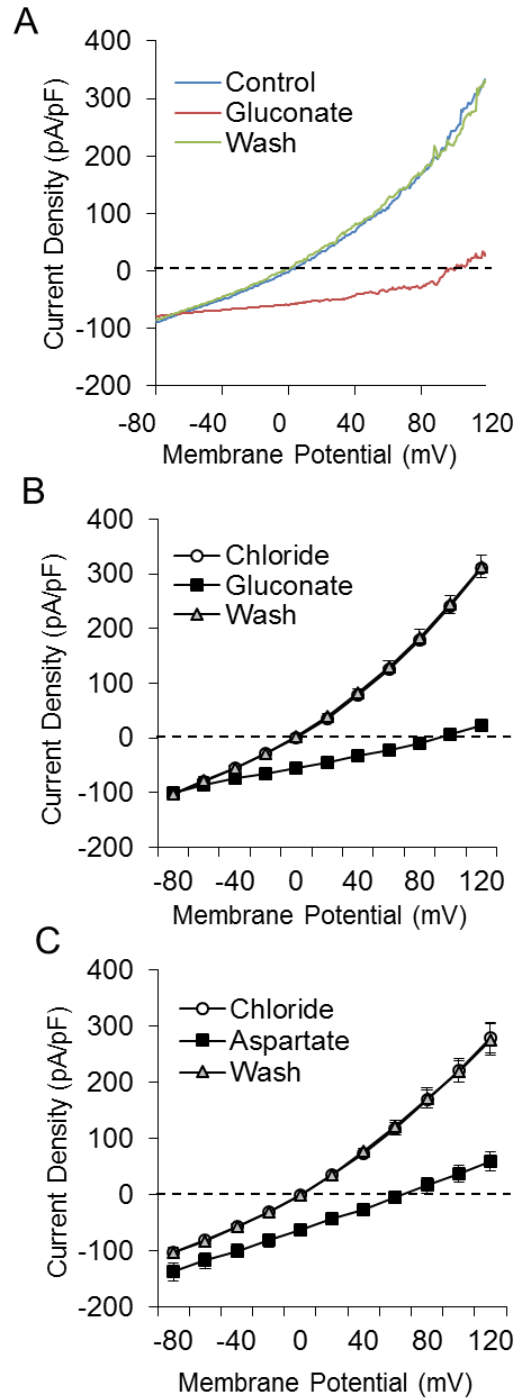 A
Current Density (pA/pF)
400
300
200
100
0
-100
-200
Control
Gluconate
Wash
-80 -40 0 40 80 120
Membrane Potential (mV)
B
Current Density (pA/pF)
400
300
200
100
0
-100
-200
Chloride
Gluconate
Wash
-80 -40 0 40 80 120
Membrane Potential (mV)
C
Current Density (pA/pF)
400
300
200
100
0
-100
-200
Chloride
Aspartate
Wash
-80 -40 0 40 80 120
Membrane Potential (mV)